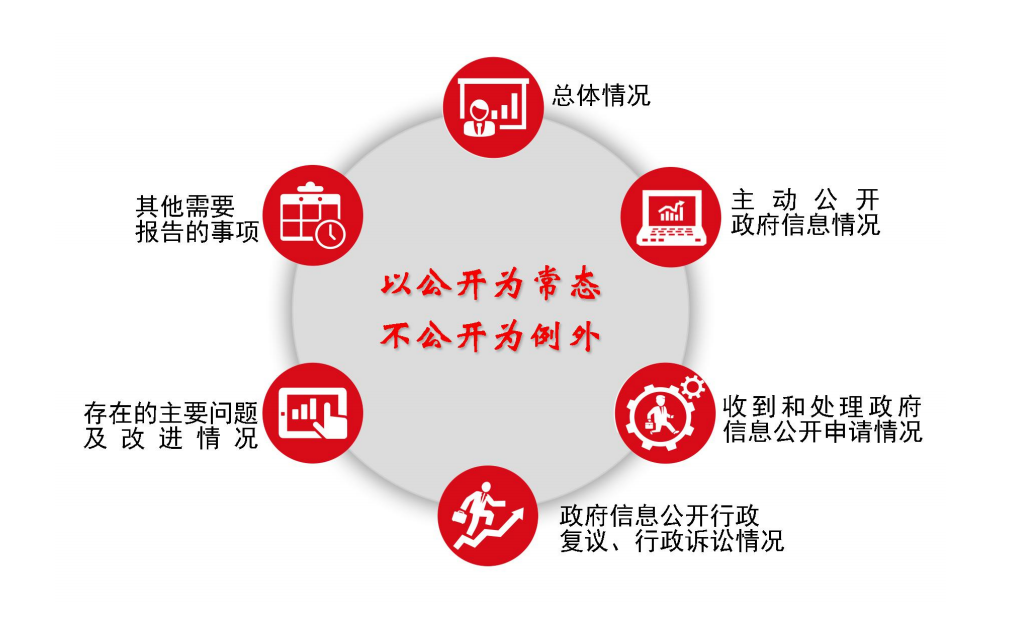 总体情况
主动公开
政府信息情况
收到和处理政府
信息公开申请情况
政府信息公开行政
复议、行政诉讼情况
存在的主要问题
及改进情况
其他需要
报告的事项
以公开为常态
不公开为例外